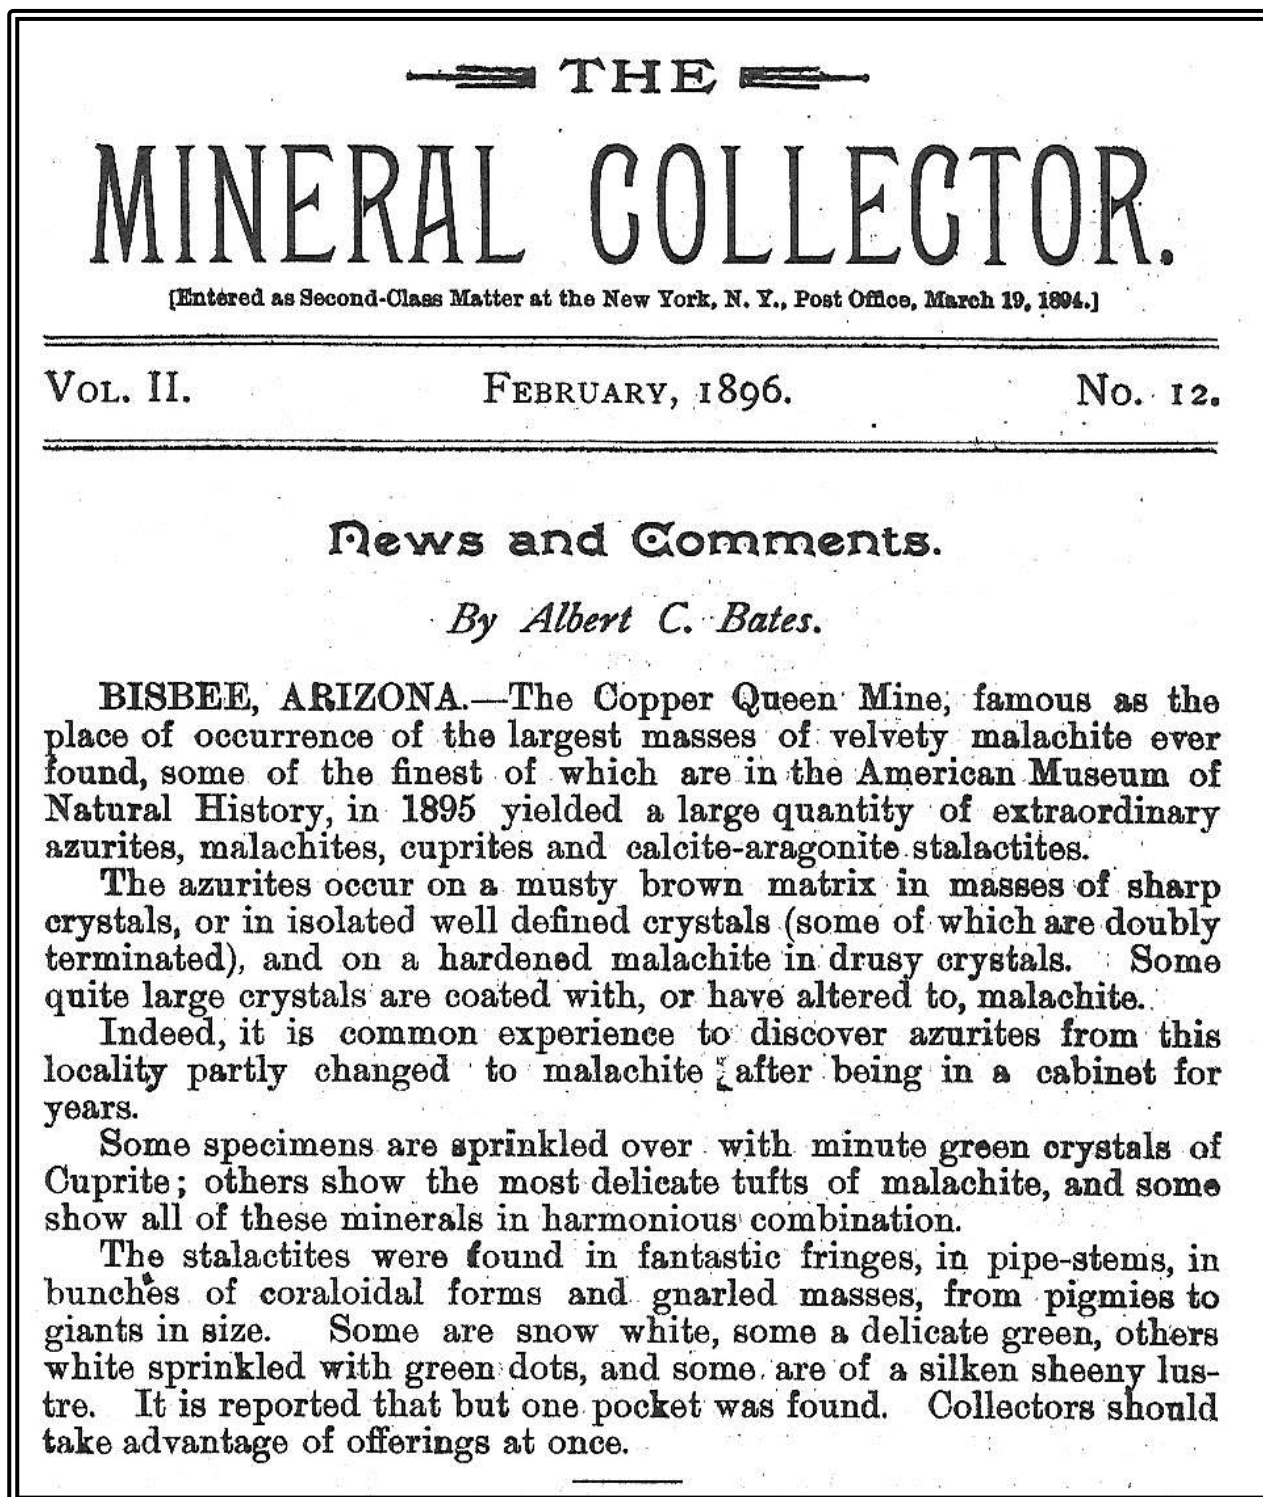 THE
MINERAL COLLECTOR.
[Entered as Second-Class Matter at the New York, N. Y., Post Office, March 19, 1894.]
VOL. II. FEBRUARY, 1896. No. 12.
News and Comments.
By Albert C. Bates.
BISBEE, ARIZONA.—The Copper Queen Mine, famous as the
place of occurrence of the largest masses of velvety malachite ever
found, some of the finest of which are in the American Museum of
Natural History, in 1895 yielded a large quantity of extraordinary
azurites, malachites, cuprites and calcite-aragonite stalactites.
The azurites occur on a musty brown matrix in masses of sharp
crystals, or in isolated well defined crystals (some of which are doubly
terminated), and on a hardened malachite in drusy crystals. Some
quite large crystals are coated with, or have altered to, malachite.
Indeed, it is common experience to discover azurites from this
locality partly changed to malachite after being in a cabinet for
years.
Some specimens are sprinkled over with minute green crystals of
Cuprite; others show the most delicate tufts of malachite, and some
show all of these minerals in harmonious combination.
The stalactites were found in fantastic fringes, in pipe-stems, in
bunches of coraloidal forms and gnarled masses, from pigmies to
giants in size. Some are snow white, some a delicate green, others
white sprinkled with green dots, and some are of a silken sheeny lus-
tre. It is reported that but one pocket was found. Collectors should
take advantage of offerings at once.